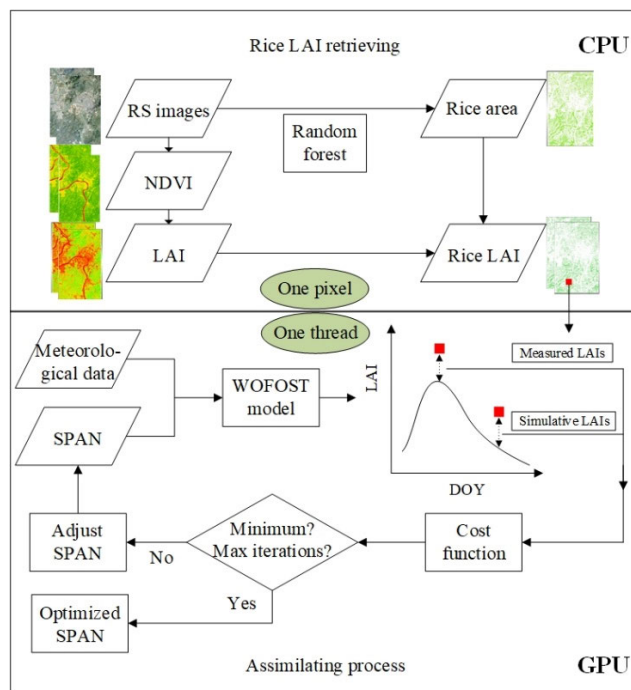 Rice LAI retrieving
CPU
RS images
Rice area
Random
forest
NDVI
LAI
Rice LAI
One pixel
One thread
Meteorolo-
gical data
WOFOST
model
SPAN
LAI
Measured LAIs
Simulative LAIs
DOY
Adjust
SPAN
No
Minimum?
Max iterations?
Cost
function
Yes
Optimized
SPAN
Assimilating process
GPU